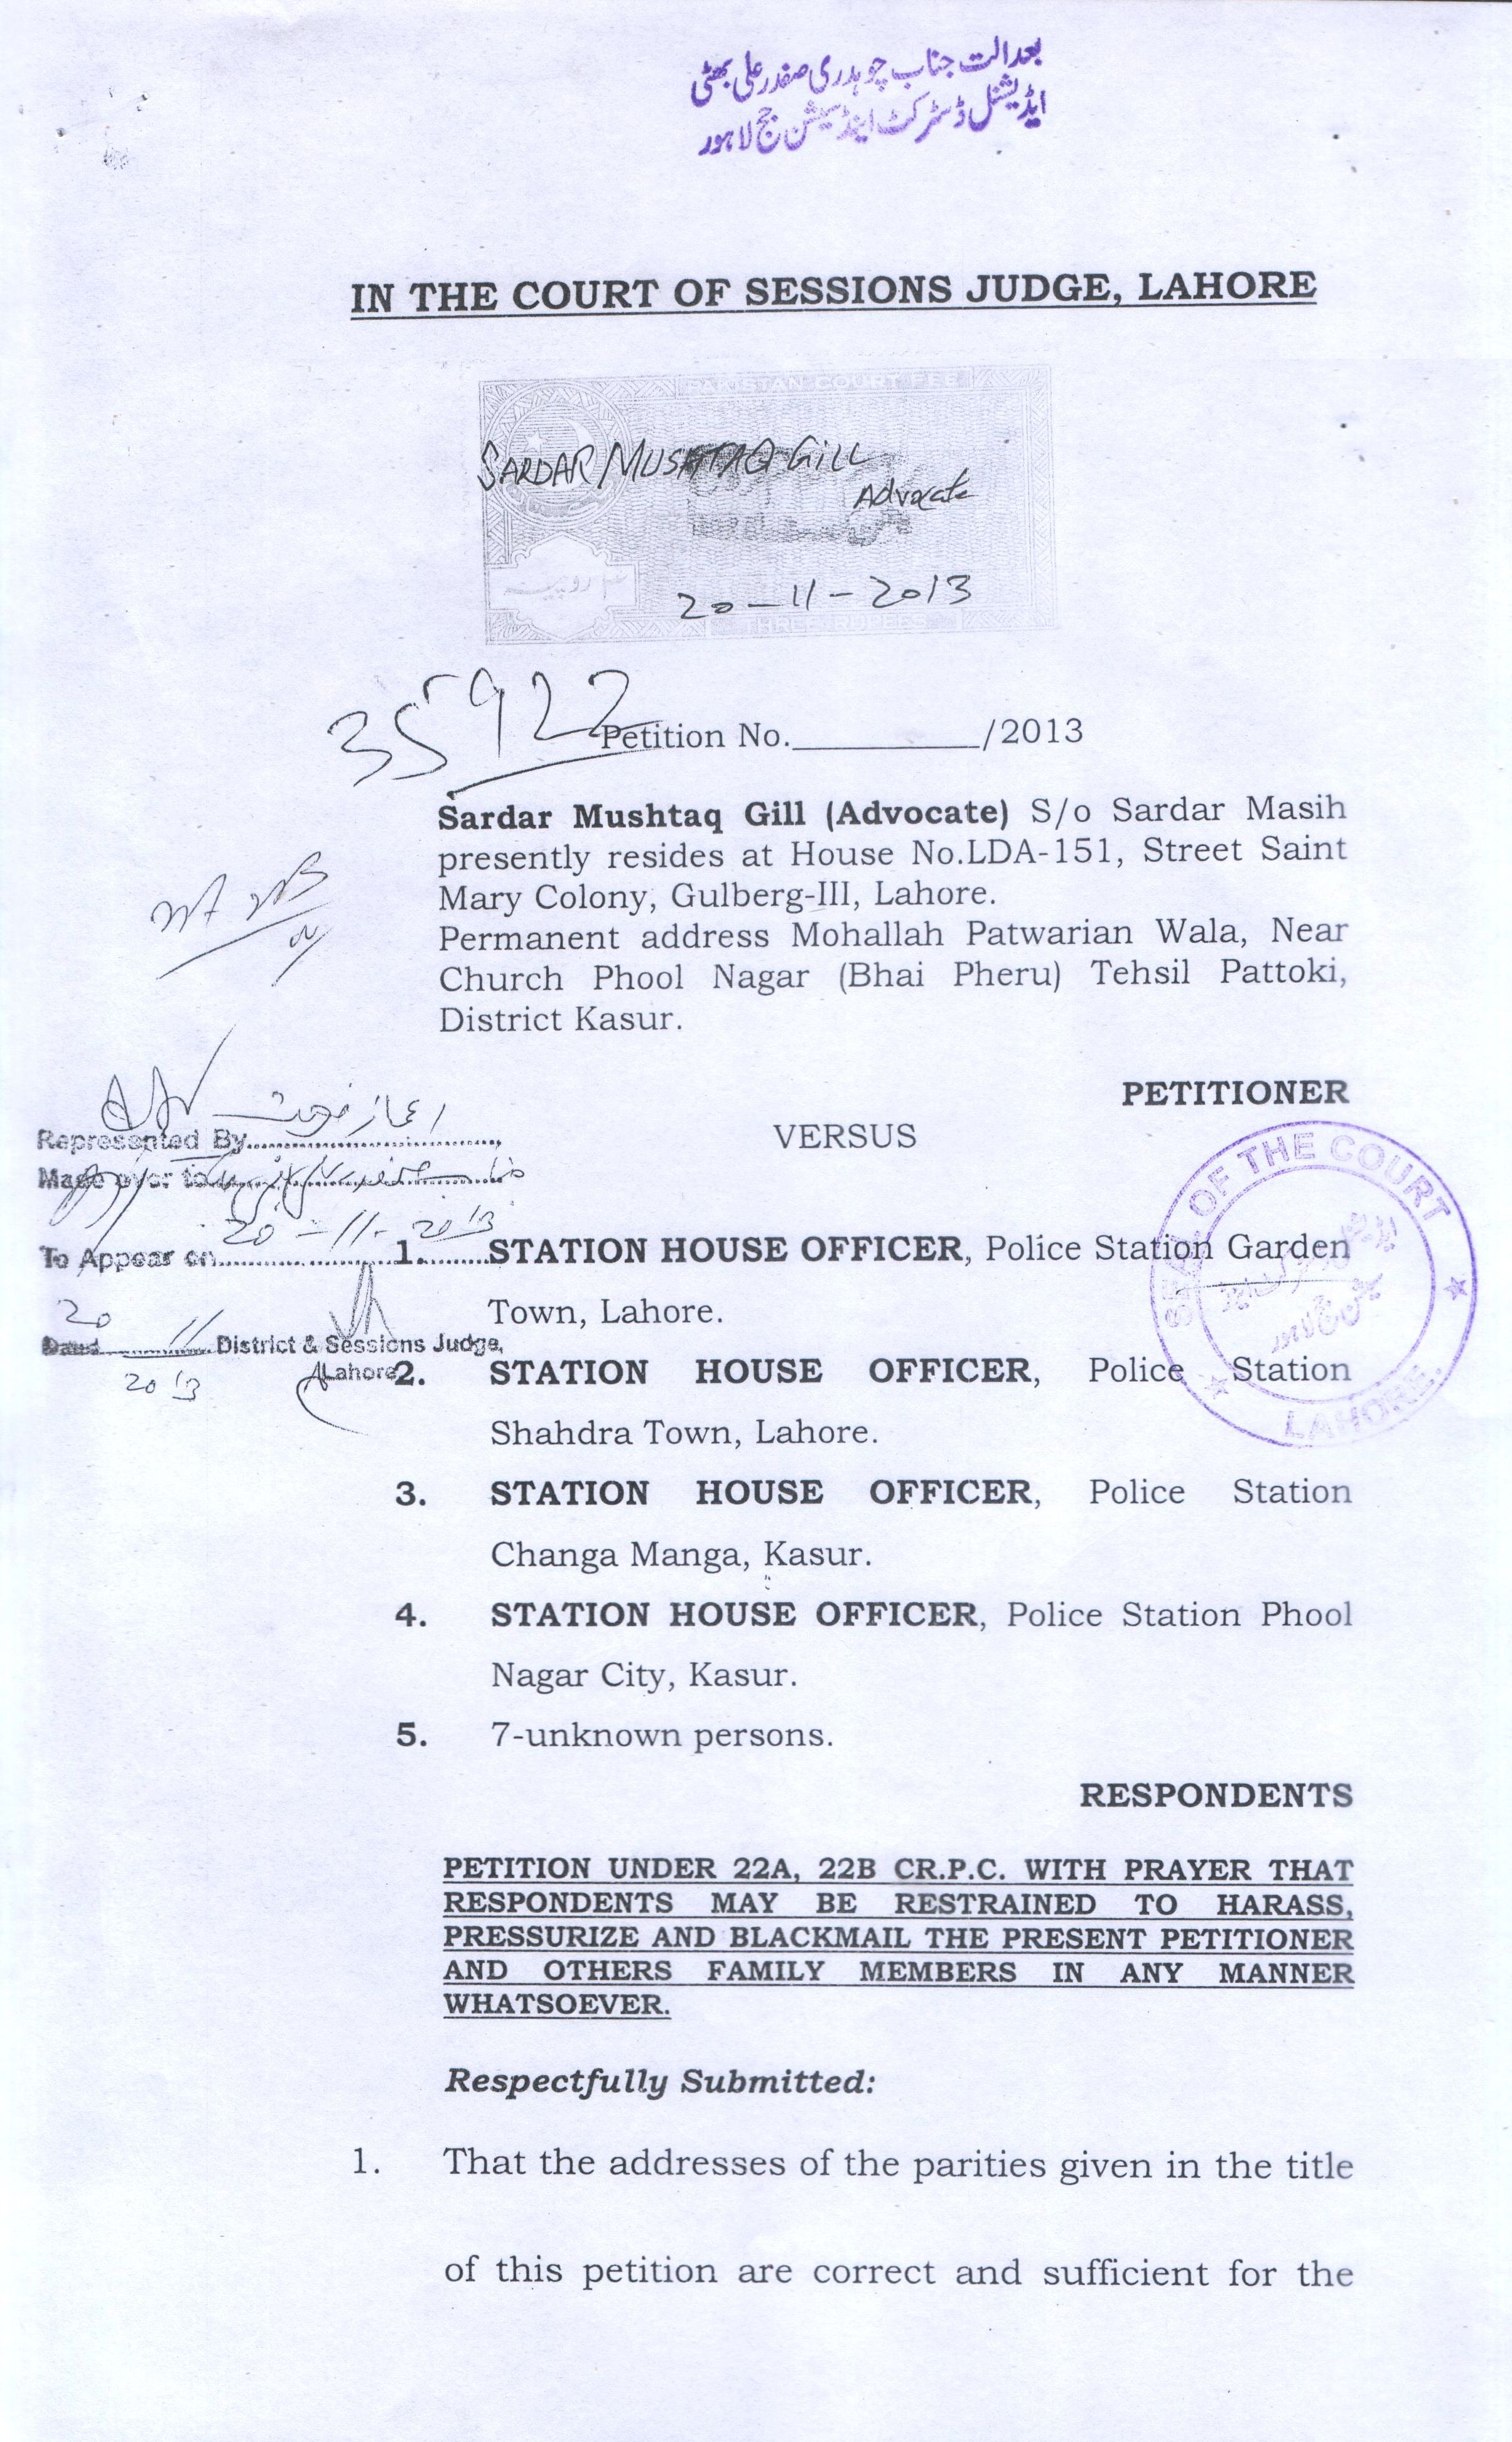 بعدالت جناب چوہدری صفدر علی بھٹی
ایڈیشنل ڈسٹرکٹ اینڈ سیشن جج لاہور
IN THE COURT OF SESSIONS JUDGE, LAHORE
PAKISTAN COURT FEE
SARDAR MUSHTAQ GILL
Advocate
20-11-2013
THREE RUPEES
35922
Petition No.__________/2013
Sardar Mushtaq Gill (Advocate) S/o Sardar Masih
presently resides at House No.LDA-151, Street Saint
Mary Colony, Gulberg-III, Lahore.
Permanent address Mohallah Patwarian Wala, Near
Church Phool Nagar (Bhai Pheru) Tehsil Pattoki,
District Kasur.
PETITIONER
VERSUS
Represented By
Made over to
To Appear on 20-11-2013
20 11 2013
District & Sessions Judge,
Lahore
SEAL OF THE COURT
LAHORE.
1. STATION HOUSE OFFICER, Police Station Garden
Town, Lahore.
2. STATION HOUSE OFFICER, Police Station
Shahdra Town, Lahore.
3. STATION HOUSE OFFICER, Police Station
Changa Manga, Kasur.
4. STATION HOUSE OFFICER, Police Station Phool
Nagar City, Kasur.
5. 7-unknown persons.
RESPONDENTS
PETITION UNDER 22A, 22B CR.P.C. WITH PRAYER THAT
RESPONDENTS MAY BE RESTRAINED TO HARASS,
PRESSURIZE AND BLACKMAIL THE PRESENT PETITIONER
AND OTHERS FAMILY MEMBERS IN ANY MANNER
WHATSOEVER.
Respectfully Submitted:
1. That the addresses of the parities given in the title
of this petition are correct and sufficient for the